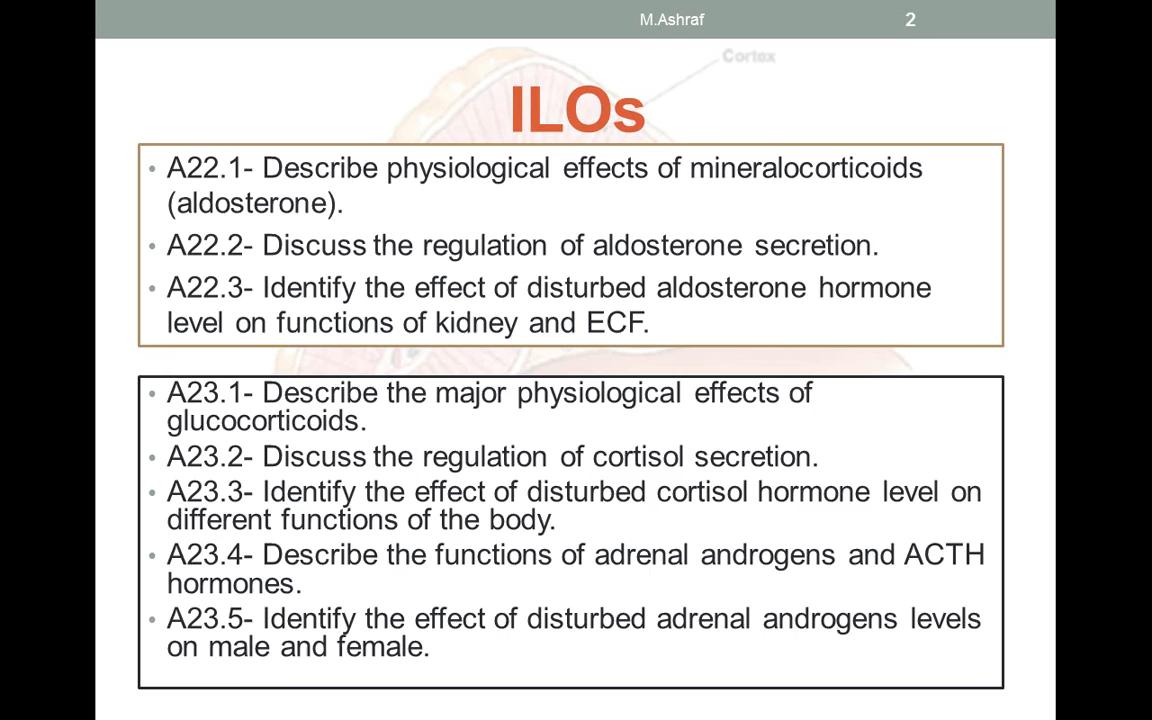 M.Ashraf
2
Cortex
ILOs
• A22.1- Describe physiological effects of mineralocorticoids
(aldosterone).
• A22.2- Discuss the regulation of aldosterone secretion.
• A22.3- Identify the effect of disturbed aldosterone hormone
level on functions of kidney and ECF.
• A23.1- Describe the major physiological effects of
glucocorticoids.
• A23.2- Discuss the regulation of cortisol secretion.
• A23.3- Identify the effect of disturbed cortisol hormone level on
different functions of the body.
• A23.4- Describe the functions of adrenal androgens and ACTH
hormones.
• A23.5- Identify the effect of disturbed adrenal androgens levels
on male and female.